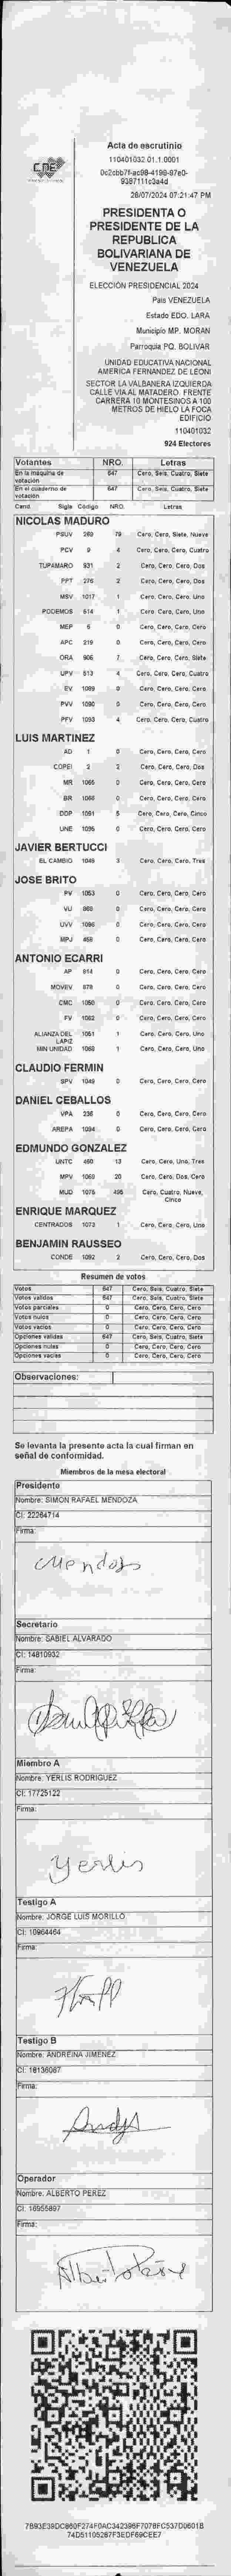 CNE
Acta de escrutinio
110401032.01.1.0001
0c2cbb7f-ac98-4198-97e0-
9387111c3a4d
28/07/2024 07:21:47 PM
PRESIDENTA O
PRESIDENTE DE LA
REPUBLICA
BOLIVARIANA DE
VENEZUELA
ELECCIÓN PRESIDENCIAL 2024
País VENEZUELA
Estado EDO. LARA
Municipio MP. MORAN
Parroquia PQ. BOLIVAR
UNIDAD EDUCATIVA NACIONAL
AMERICA FERNANDEZ DE LEONI
SECTOR LA VALBANERA IZQUIERDA
CALLE VIA AL MATADERO. FRENTE
CARRERA 10 MONTESINOS A 100
METROS DE HIELO LA FOCA
EDIFICIO
110401032
924 Electores
Votantes NRO. Letras
En la máquina de votación 647 Cero, Seis, Cuatro, Siete
En el cuaderno de votación 647 Cero, Seis, Cuatro, Siete
Cand. Sigla Código NRO. Letras
NICOLAS MADURO
PSUV 260 79 Cero, Cero, Siete, Nueve
PCV 9 4 Cero, Cero, Cero, Cuatro
TUPAMARO 931 2 Cero, Cero, Cero, Dos
PPT 276 2 Cero, Cero, Cero, Dos
MSV 1017 1 Cero, Cero, Cero, Uno
PODEMOS 514 1 Cero, Cero, Cero, Uno
MEP 6 0 Cero, Cero, Cero, Cero
APC 219 0 Cero, Cero, Cero, Cero
ORA 906 7 Cero, Cero, Cero, Siete
UPV 513 4 Cero, Cero, Cero, Cuatro
EV 1089 0 Cero, Cero, Cero, Cero
PVV 1090 0 Cero, Cero, Cero, Cero
PFV 1093 4 Cero, Cero, Cero, Cuatro
LUIS MARTINEZ
AD 1 0 Cero, Cero, Cero, Cero
COPEI 2 2 Cero, Cero, Cero, Dos
MR 1065 0 Cero, Cero, Cero, Cero
BR 1066 0 Cero, Cero, Cero, Cero
DDP 1091 5 Cero, Cero, Cero, Cinco
UNE 1095 0 Cero, Cero, Cero, Cero
JAVIER BERTUCCI
EL CAMBIO 1048 3 Cero, Cero, Cero, Tres
JOSE BRITO
PV 1053 0 Cero, Cero, Cero, Cero
VU 868 0 Cero, Cero, Cero, Cero
UVV 1096 0 Cero, Cero, Cero, Cero
MPJ 458 0 Cero, Cero, Cero, Cero
ANTONIO ECARRI
AP 814 0 Cero, Cero, Cero, Cero
MOVEV 878 0 Cero, Cero, Cero, Cero
CMC 1050 0 Cero, Cero, Cero, Cero
FV 1062 0 Cero, Cero, Cero, Cero
ALIANZA DEL LAPIZ 1051 1 Cero, Cero, Cero, Uno
MIN UNIDAD 1068 1 Cero, Cero, Cero, Uno
CLAUDIO FERMIN
SPV 1049 0 Cero, Cero, Cero, Cero
DANIEL CEBALLOS
VPA 236 0 Cero, Cero, Cero, Cero
AREPA 1094 0 Cero, Cero, Cero, Cero
EDMUNDO GONZALEZ
UNTC 460 13 Cero, Cero, Uno, Tres
MPV 1069 20 Cero, Cero, Dos, Cero
MUD 1075 495 Cero, Cuatro, Nueve,
Cinco
ENRIQUE MARQUEZ
CENTRADOS 1073 1 Cero, Cero, Cero, Uno
BENJAMIN RAUSSEO
CONDE 1092 2 Cero, Cero, Cero, Dos
Resumen de votos
Votos 647 Cero, Seis, Cuatro, Siete
Votos validos 647 Cero, Seis, Cuatro, Siete
Votos parciales 0 Cero, Cero, Cero, Cero
Votos nulos 0 Cero, Cero, Cero, Cero
Votos vacios 0 Cero, Cero, Cero, Cero
Opciones válidas 647 Cero, Seis, Cuatro, Siete
Opciones nulas 0 Cero, Cero, Cero, Cero
Opciones vacias 0 Cero, Cero, Cero, Cero
Observaciones:
Se levanta la presente acta la cual firman en
señal de conformidad.
Miembros de la mesa electoral
Presidente
Nombre: SIMON RAFAEL MENDOZA
CI: 22264714
Firma:
Mendoza
Secretario
Nombre: SABIEL ALVARADO
CI: 14810932
Firma:
Miembro A
Nombre: YERLIS RODRIGUEZ
CI: 17725122
Firma:
Yerlis
Testigo A
Nombre: JORGE LUIS MORILLO
CI: 10964464
Firma:
Testigo B
Nombre: ANDREINA JIMENEZ
CI: 18136087
Firma:
Operador
Nombre: ALBERTO PEREZ
CI: 16955897
Firma:
7B93E38DC860F274F0AC342396F7078FC537D0601B
74D51105287F3EDF69CEE7